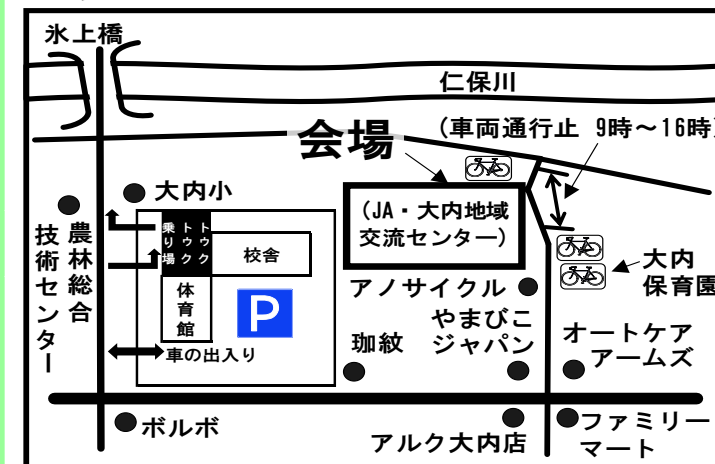 氷上橋
仁保川
会場
(車両通行止 9時～16時)
大内小
(JA・大内地域
交流センター)
農林総合
技術センター
トゥクトゥク
乗り場
校舎
体育館
P
車の出入り
アノサイクル
やまびこ
ジャパン
珈紋
大内
保育園
オートケア
アームズ
ボルボ
アルク大内店
ファミリー
マート